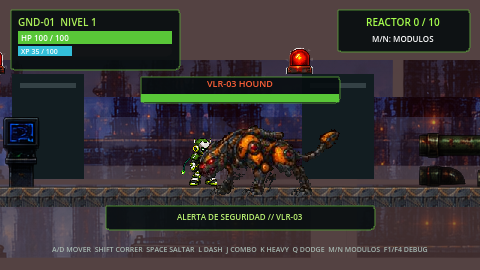 GND-01 NIVEL 1
HP 100 / 100
XP 35 / 100
REACTOR 0 / 10
M/N: MODULOS
VLR-03 HOUND
ALERTA DE SEGURIDAD // VLR-03
A/D MOVER SHIFT CORRER SPACE SALTAR L DASH J COMBO K HEAVY Q DODGE M/N MODULOS F1/F4 DEBUG